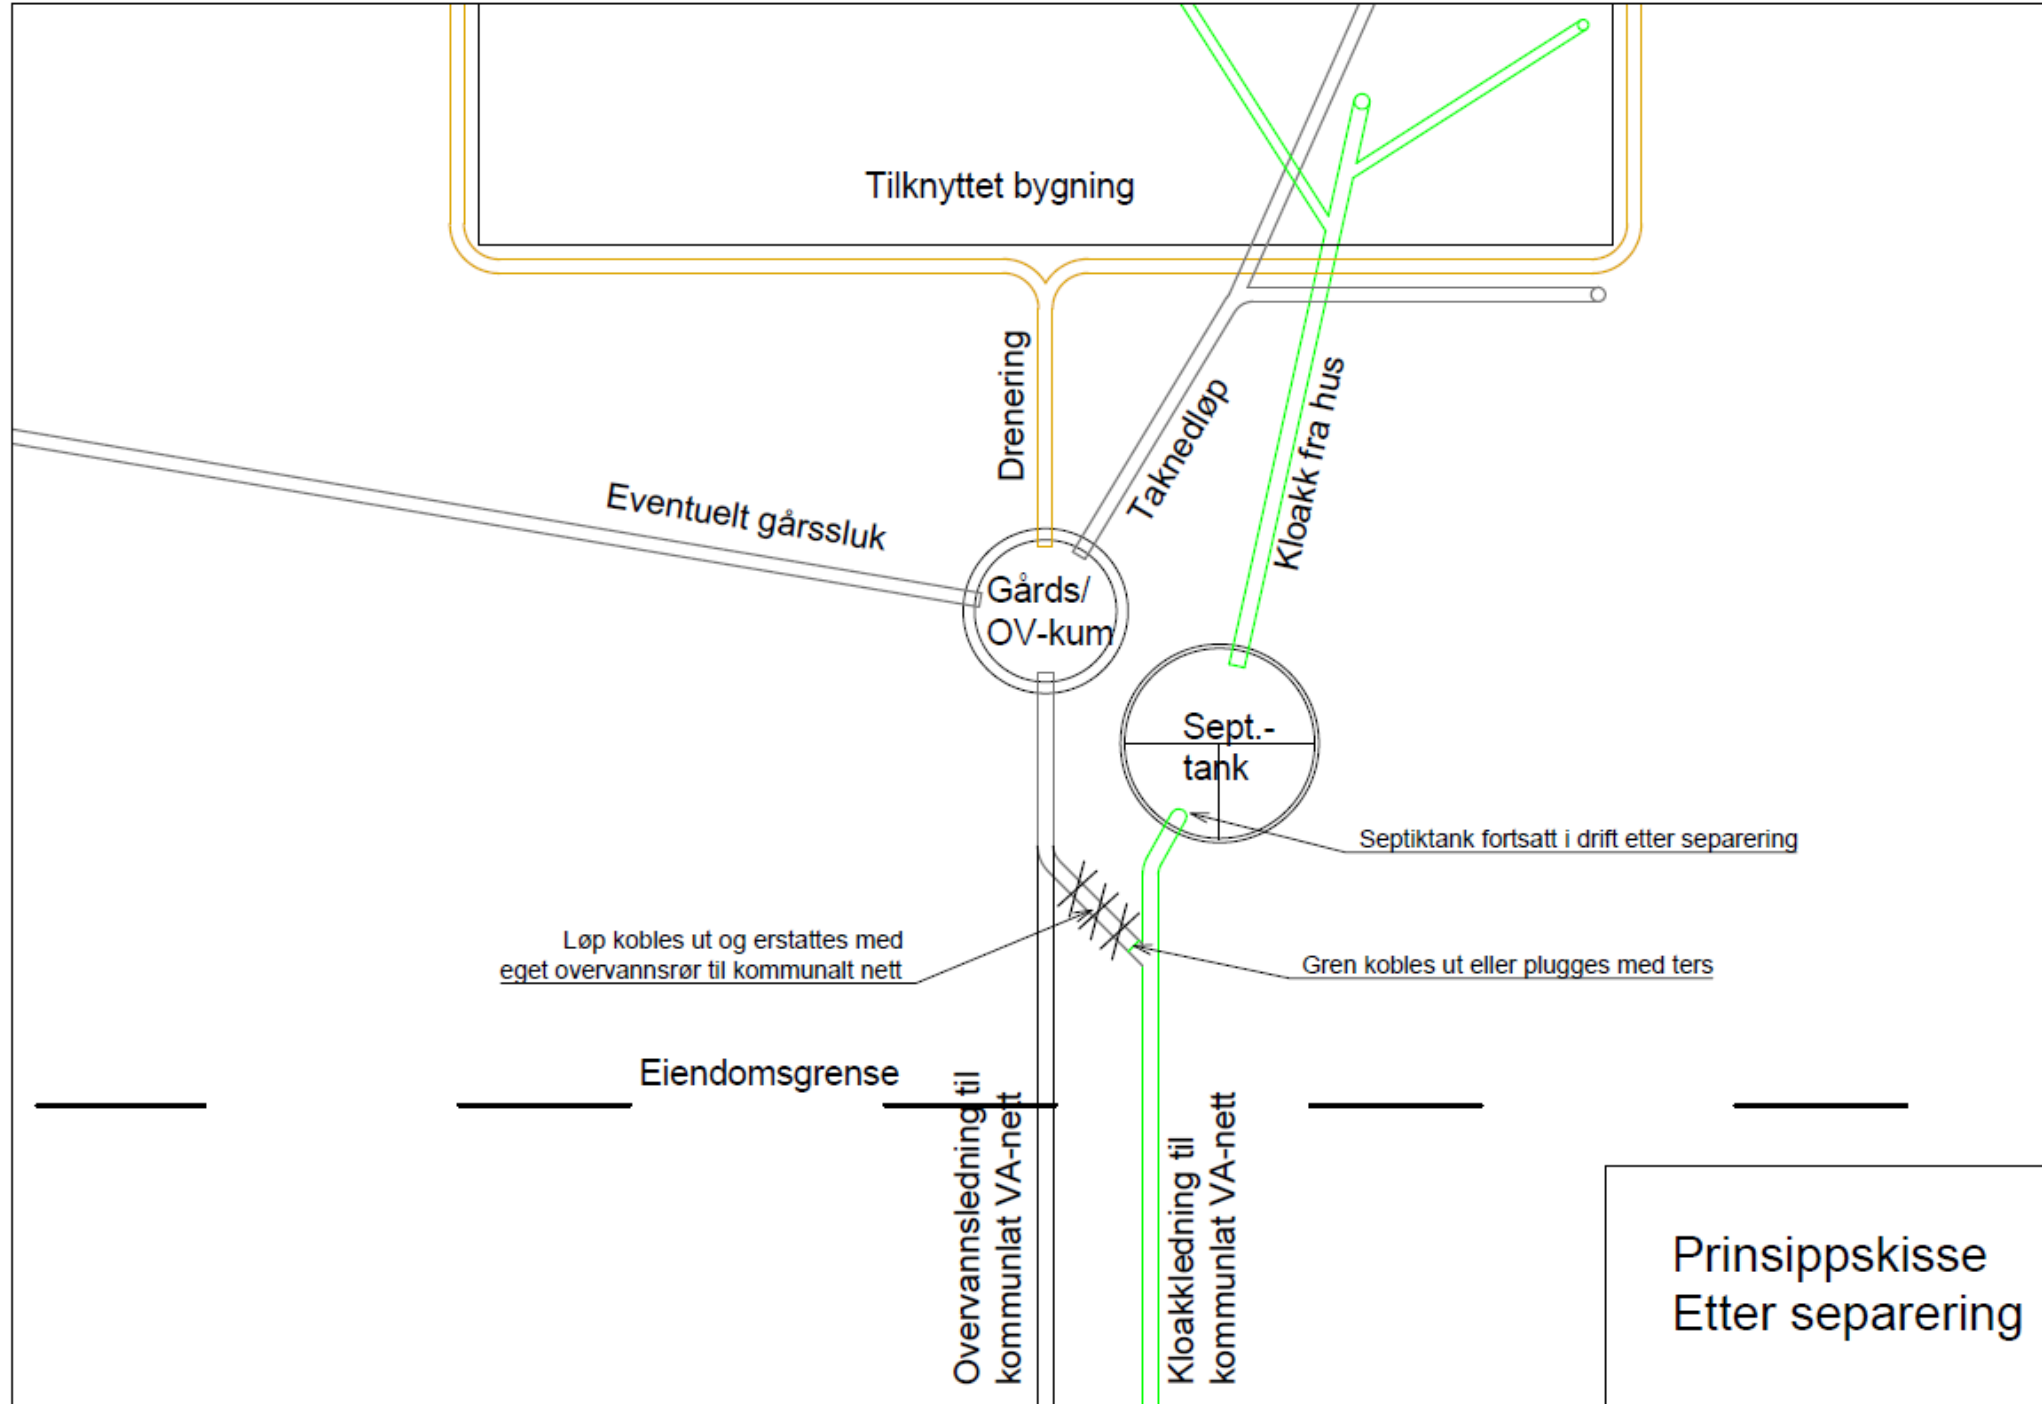 Tilknyttet bygning
Drenering
Taknedløp
Kloakk fra hus
Eventuelt gårssluk
Gårds/
OV-kum
Sept.-
tank
Septiktank fortsatt i drift etter separering
Løp kobles ut og erstattes med
eget overvannsrør til kommunalt nett
Gren kobles ut eller plugges med ters
Eiendomsgrense
Overvannsledning til
kommunlat VA-nett
Kloakkledning til
kommunlat VA-nett
Prinsippskisse
Etter separering